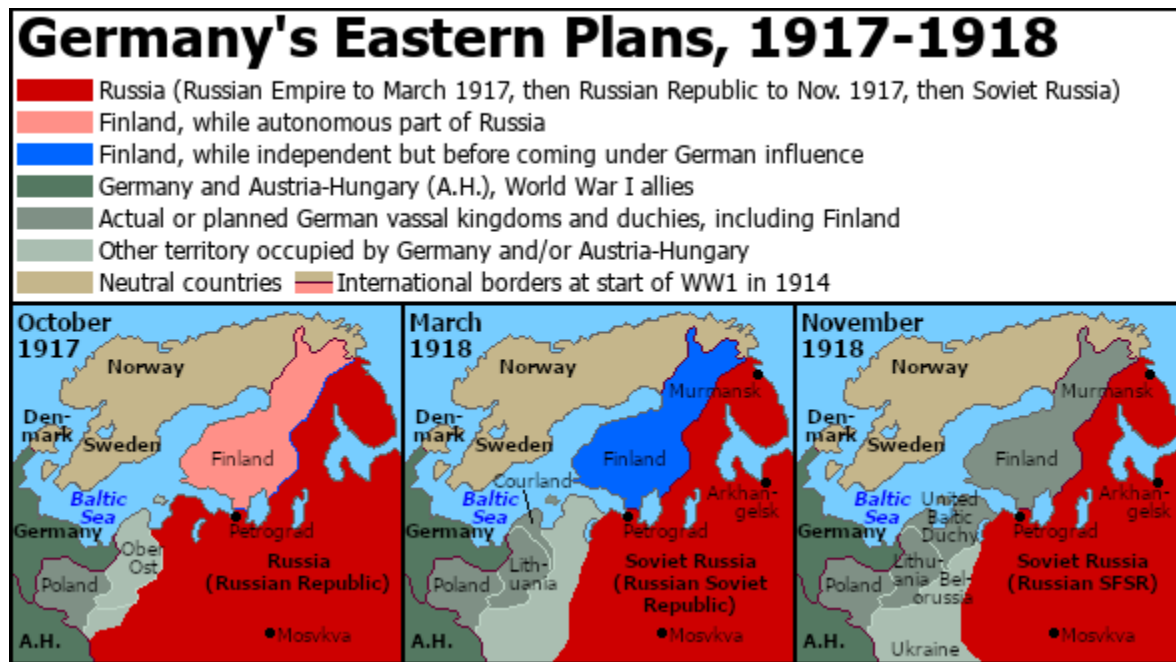 Germany's Eastern Plans, 1917-1918
Russia (Russian Empire to March 1917, then Russian Republic to Nov. 1917, then Soviet Russia)
Finland, while autonomous part of Russia
Finland, while independent but before coming under German influence
Germany and Austria-Hungary (A.H.), World War I allies
Actual or planned German vassal kingdoms and duchies, including Finland
Other territory occupied by Germany and/or Austria-Hungary
Neutral countries
International borders at start of WW1 in 1914
October
1917
Norway
Den-
mark
Sweden
Finland
Baltic
Sea
Petrograd
Germany
Ober
Ost
Russia
(Russian Republic)
Poland
Mosvkva
A.H.
March
1918
Norway
Murmansk
Den-
mark
Sweden
Finland
Courland
Baltic
Sea
Arkhan-
gelsk
Petrograd
Germany
Lith-
uania
Soviet Russia
(Russian Soviet
Republic)
Poland
Mosvkva
A.H.
November
1918
Norway
Murmansk
Den-
mark
Sweden
Finland
Baltic
Sea
United
Baltic
Duchy
Arkhan-
gelsk
Petrograd
Germany
Lithu-
ania
Bel-
orussia
Soviet Russia
(Russian SFSR)
Poland
Mosvkva
A.H.
Ukraine